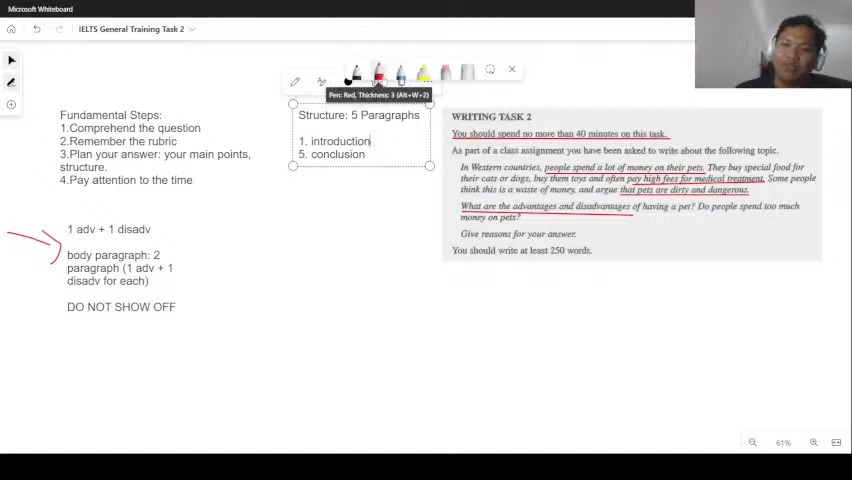 Microsoft Whiteboard
IELTS General Training Task 2
Pen: Red, Thickness: 3 (Alt+W+2)
Fundamental Steps:
1.Comprehend the question
2.Remember the rubric
3.Plan your answer: your main points,
structure.
4.Pay attention to the time
1 adv + 1 disadv
body paragraph: 2
paragraph (1 adv + 1
disadv for each)
DO NOT SHOW OFF
Structure: 5 Paragraphs
1. introduction
5. conclusion
WRITING TASK 2
You should spend no more than 40 minutes on this task.
As part of a class assignment you have been asked to write about the following topic.
In Western countries, people spend a lot of money on their pets. They buy special food for
their cats or dogs, buy them toys and often pay high fees for medical treatment. Some people
think this is a waste of money, and argue that pets are dirty and dangerous.
What are the advantages and disadvantages of having a pet? Do people spend too much
money on pets?
Give reasons for your answer.
You should write at least 250 words.
61%